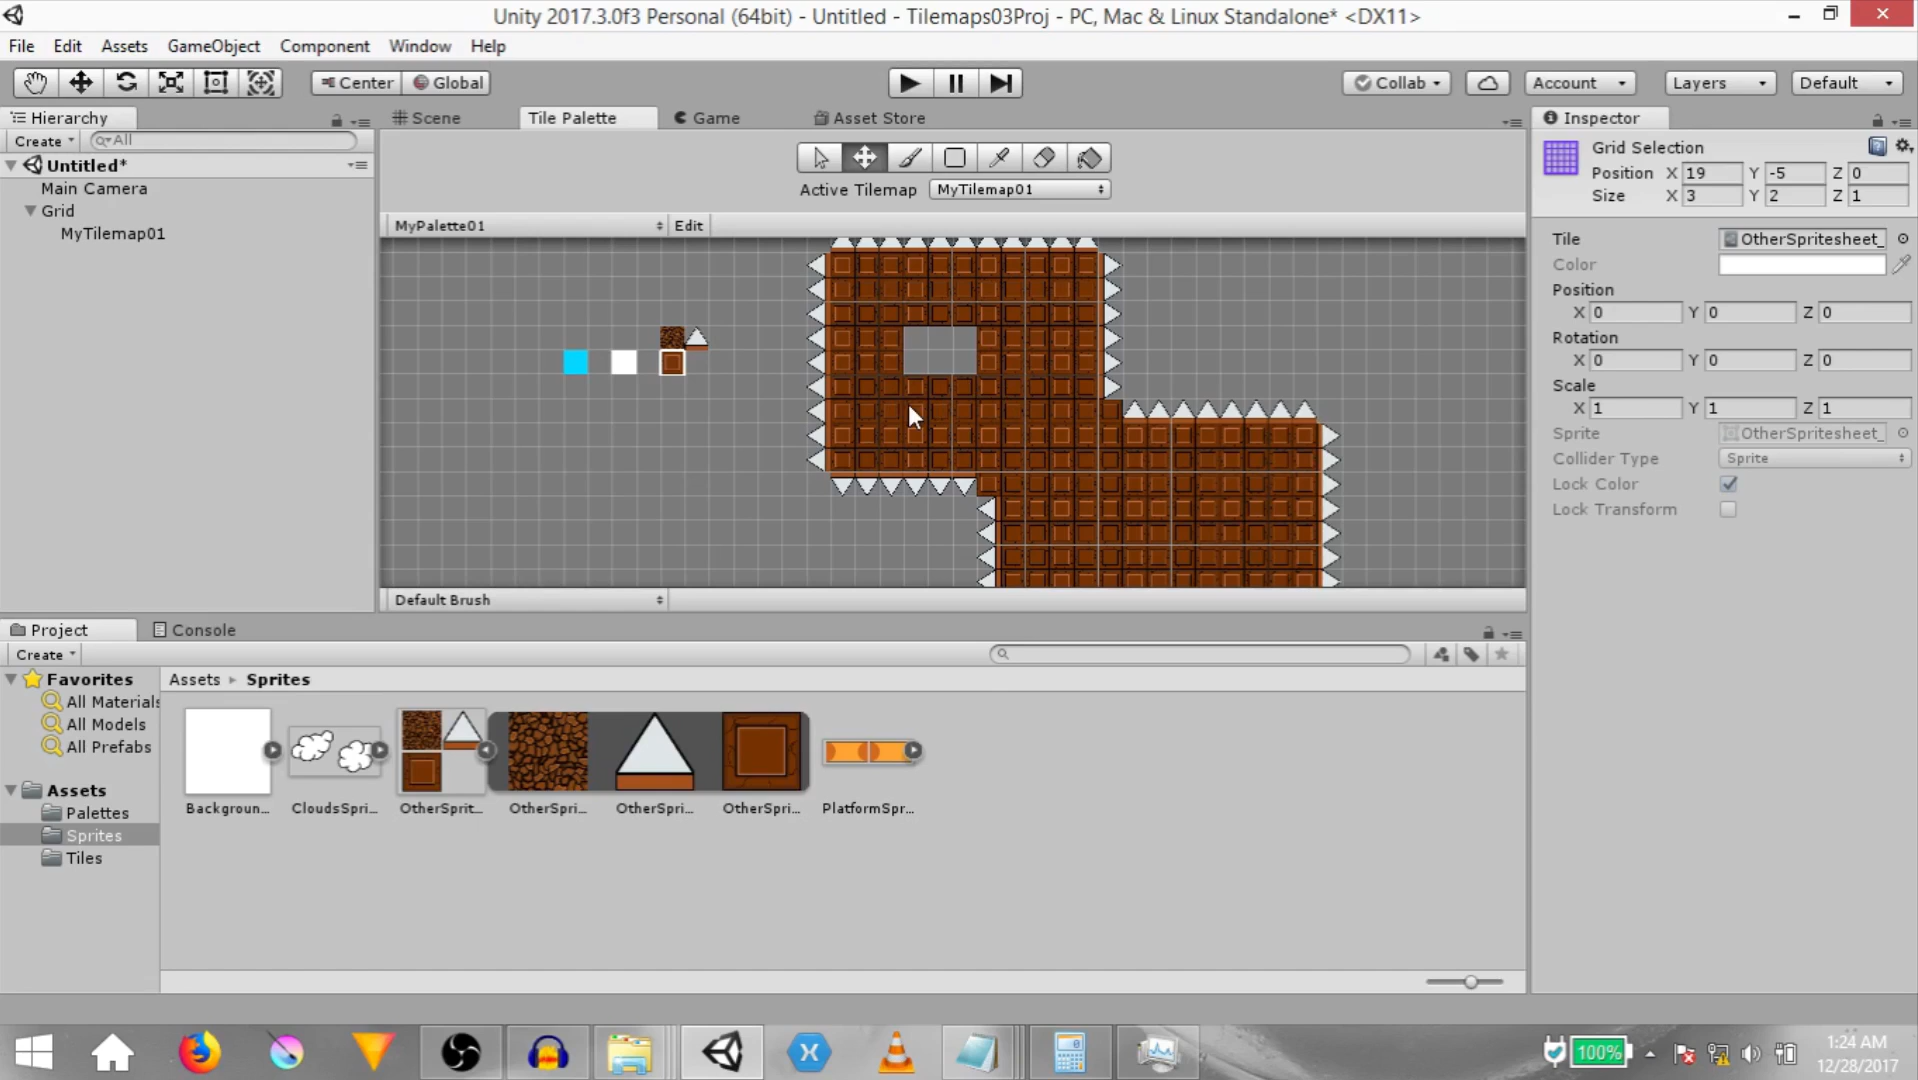 Unity 2017.3.0f3 Personal (64bit) - Untitled - Tilemaps03Proj - PC, Mac & Linux Standalone* <DX11>
File Edit Assets GameObject Component Window Help
Center Global Collab Account Layers Default
Hierarchy Scene Tile Palette Game Asset Store Inspector
Create All
Untitled*
Main Camera
Grid
MyTilemap01
Active Tilemap MyTilemap01
MyPalette01 Edit
Default Brush
Grid Selection
Position X 19 Y -5 Z 0
Size X 3 Y 2 Z 1
Tile OtherSpritesheet_
Color
Position
X 0 Y 0 Z 0
Rotation
X 0 Y 0 Z 0
Scale
X 1 Y 1 Z 1
Sprite OtherSpritesheet_
Collider Type Sprite
Lock Color
Lock Transform
Project Console
Create
Favorites
All Materials
All Models
All Prefabs
Assets
Palettes
Sprites
Tiles
Assets Sprites
Backgroun... CloudsSpri... OtherSprit... OtherSpri... OtherSpri... OtherSpri... PlatformSpr...
100%
1:24 AM
12/28/2017